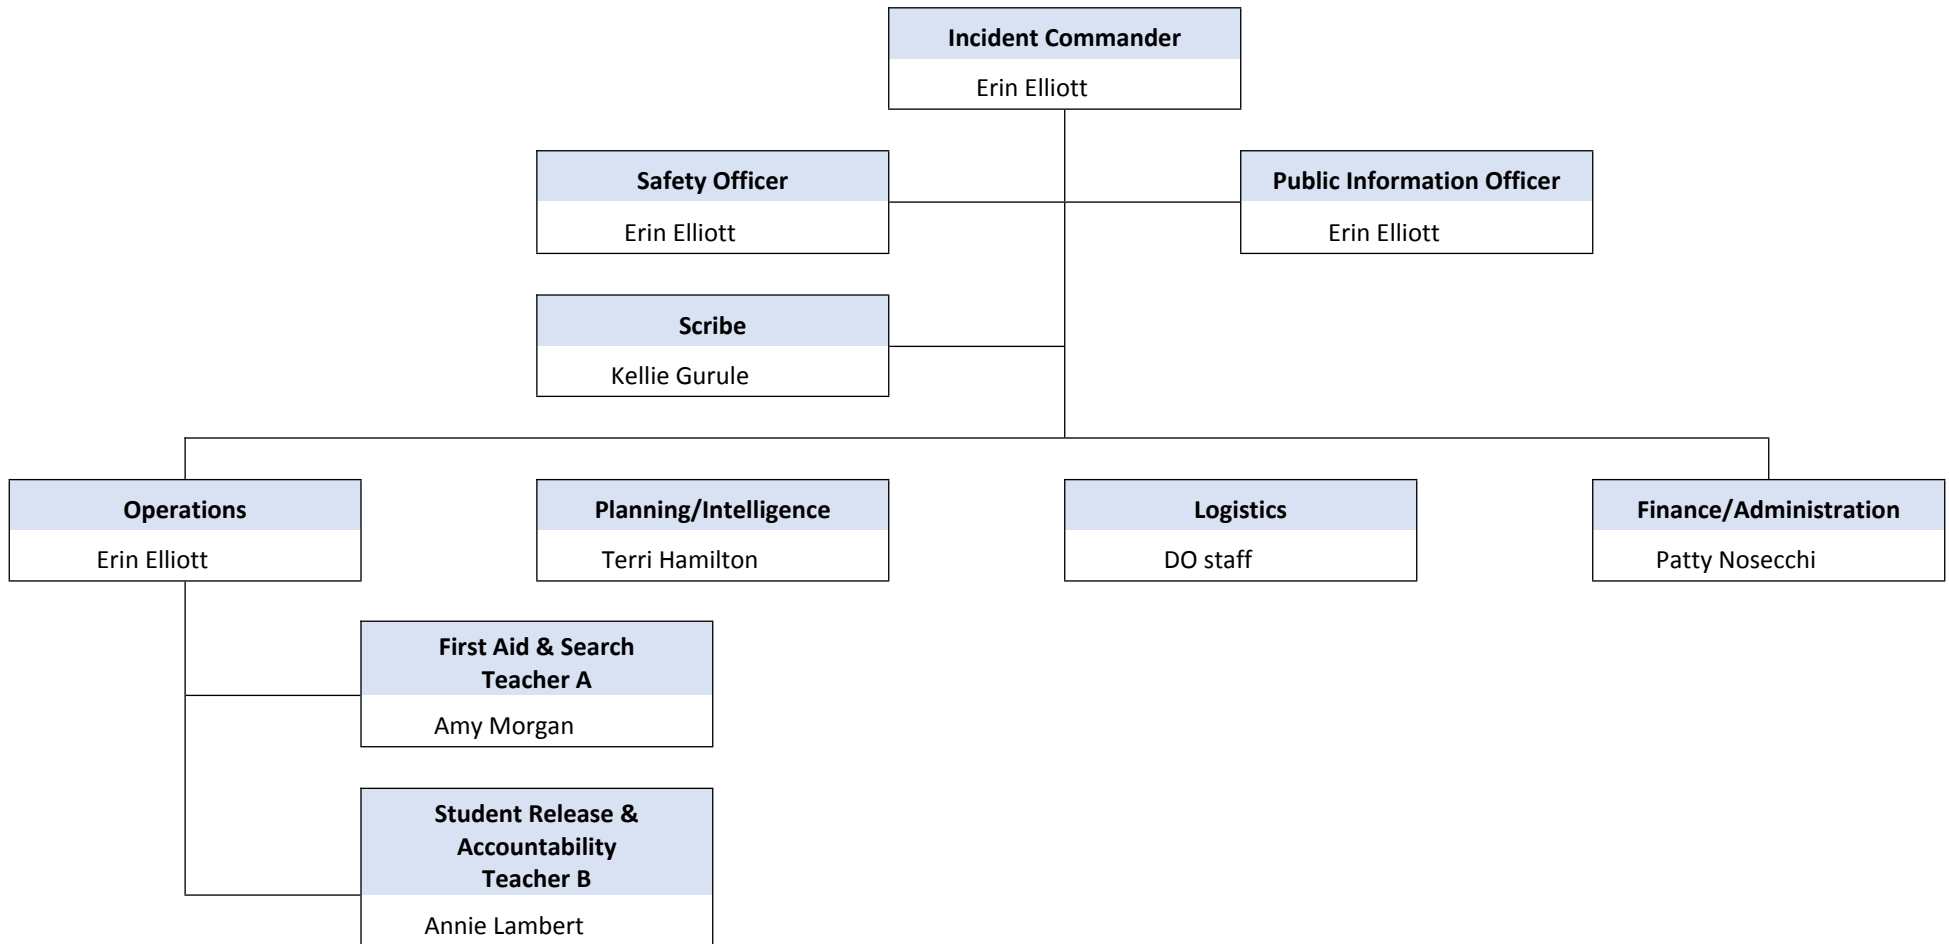 Incident Commander
Erin Elliott
Safety Officer
Erin Elliott
Public Information Officer
Erin Elliott
Scribe
Kellie Gurule
Operations
Erin Elliott
Planning/Intelligence
Terri Hamilton
Logistics
DO staff
Finance/Administration
Patty Nosecchi
First Aid & Search
Teacher A
Amy Morgan
Student Release &
Accountability
Teacher B
Annie Lambert